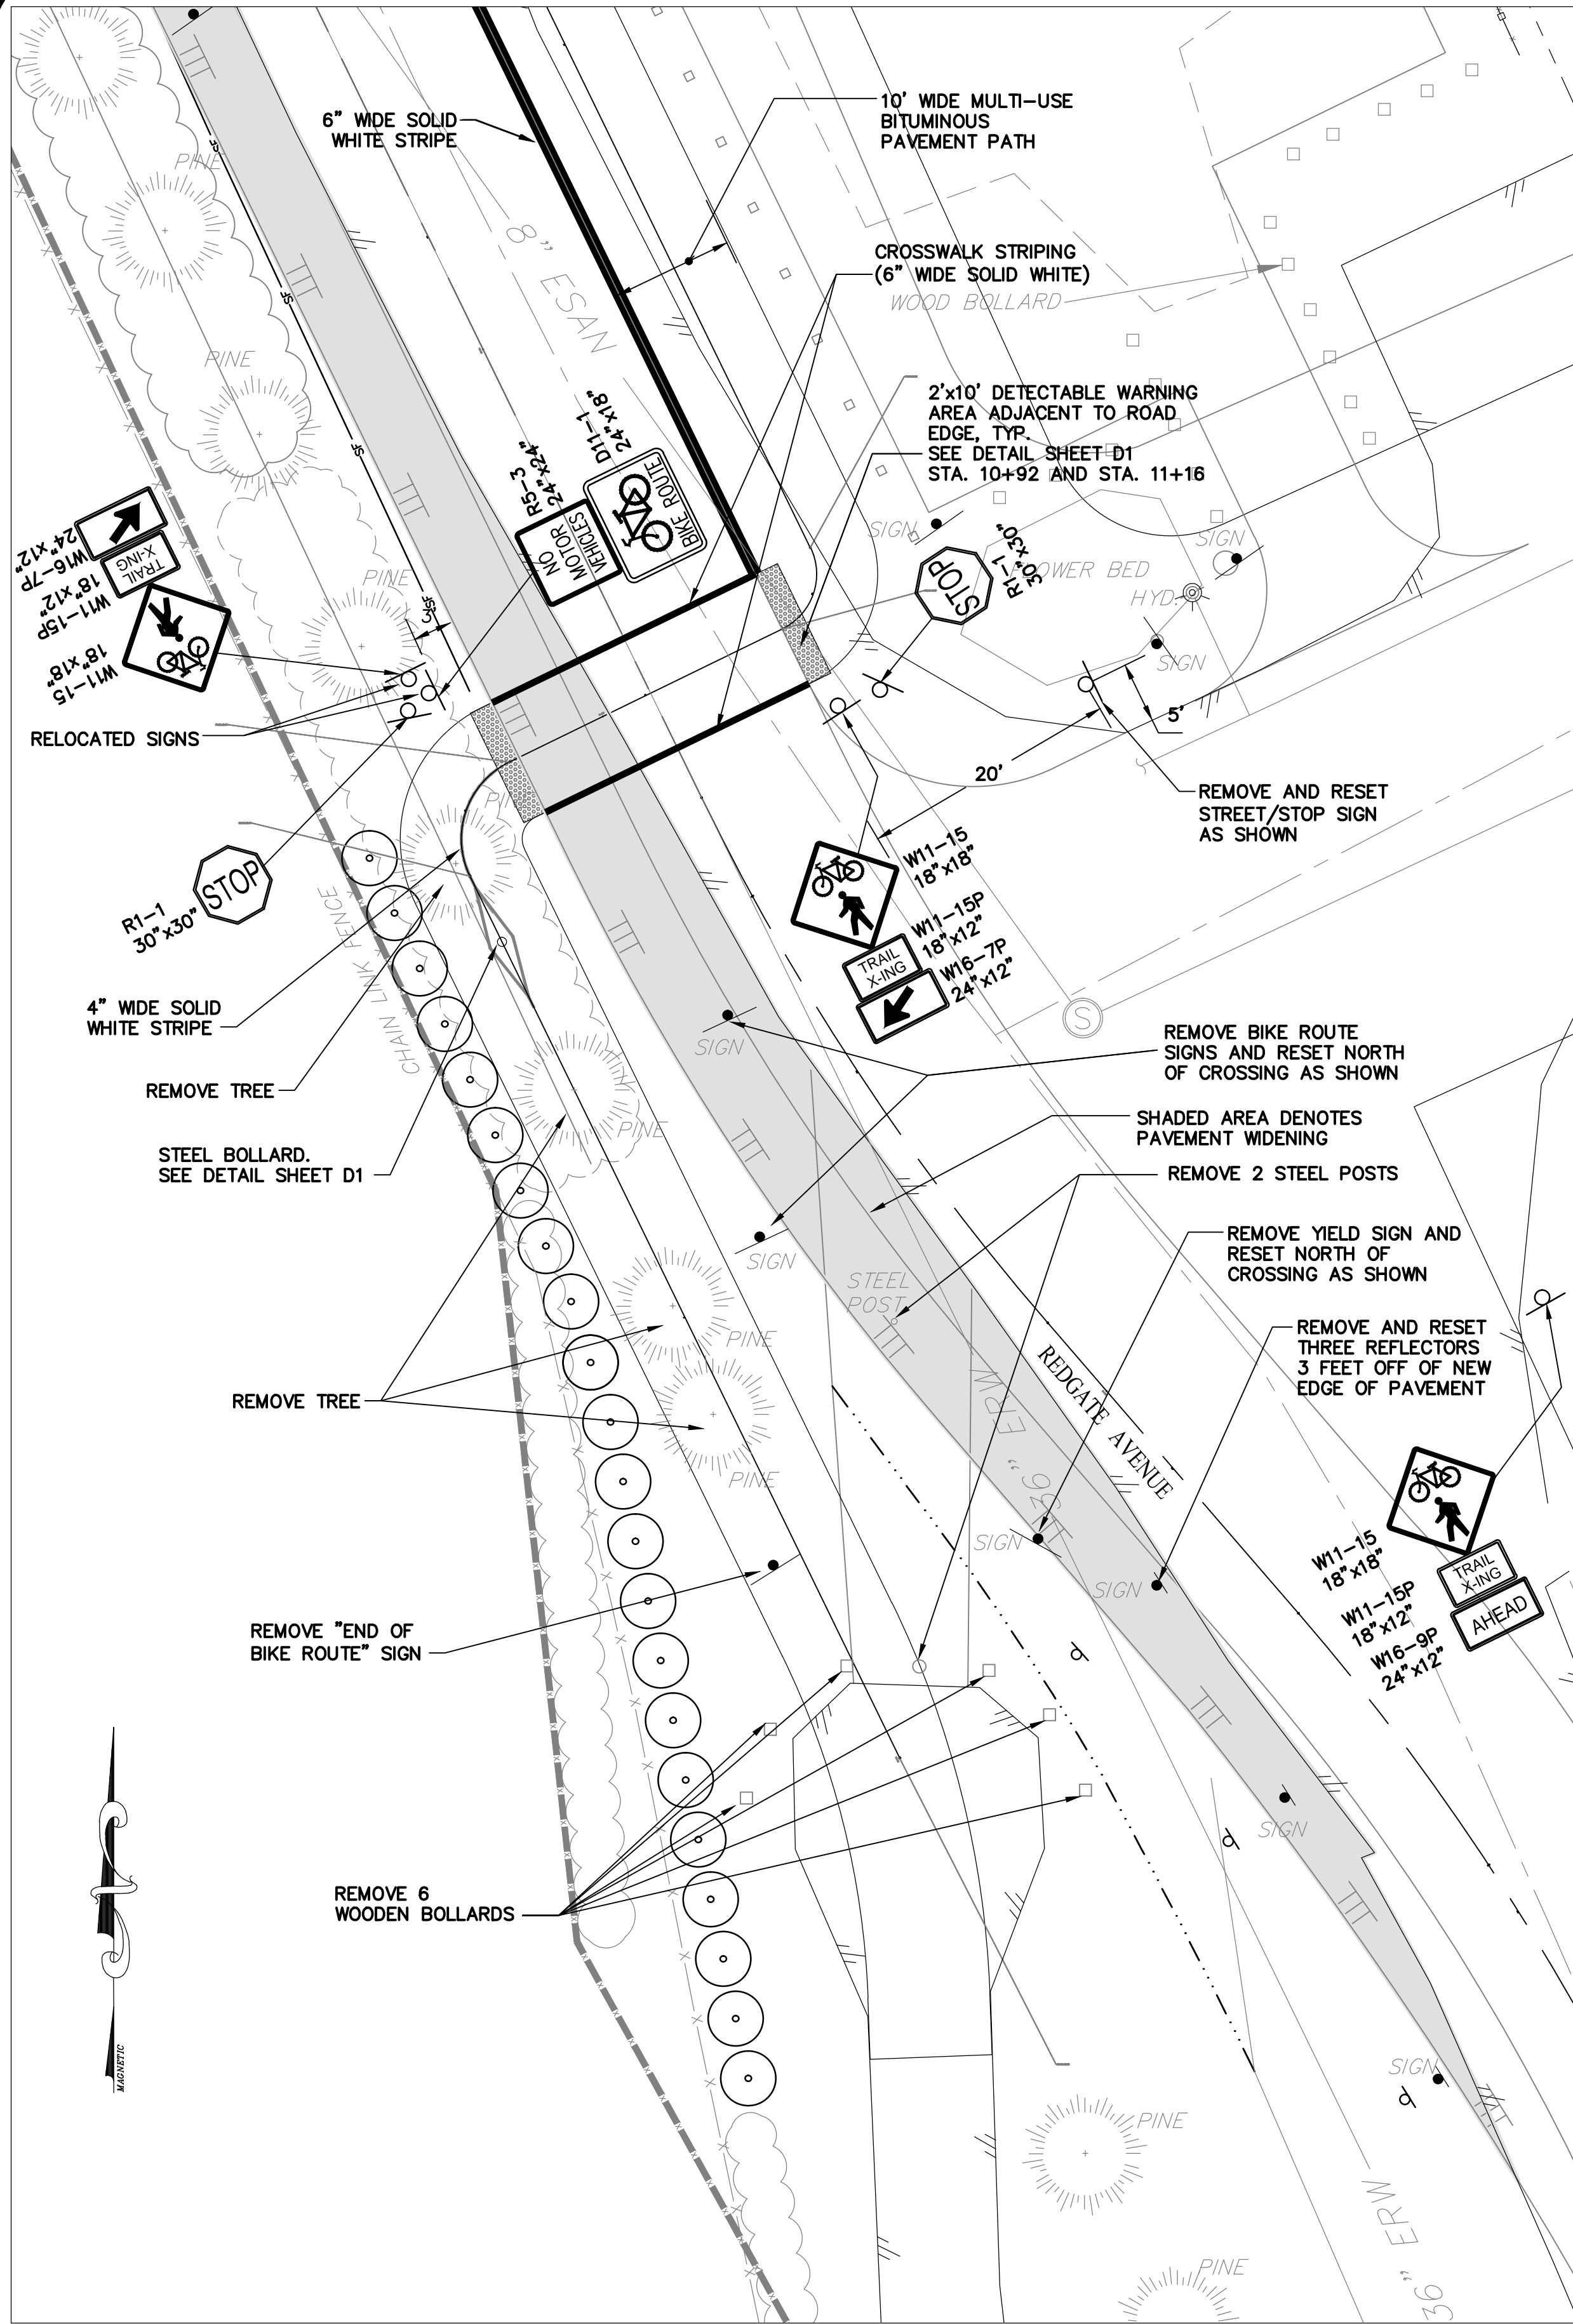 6" WIDE SOLID
WHITE STRIPE
10' WIDE MULTI-USE
BITUMINOUS
PAVEMENT PATH
PINE
8" ESAN
CROSSWALK STRIPING
(6" WIDE SOLID WHITE)
WOOD BOLLARD
SF
SF
SF
PINE
2'x10' DETECTABLE WARNING
AREA ADJACENT TO ROAD
EDGE, TYP.
SEE DETAIL SHEET D1
STA. 10+92 AND STA. 11+16
R5-3
24"x24"
D11-1
24"x18"
NO
MOTOR
VEHICLES
BIKE ROUTE
W16-7P
24"x12"
TRAIL
X-ING
W11-15P
18"x12"
W11-15
18"x18"
PINE
SIGN
STOP
R1-1
30"x30"
SIGN
HYD.
SIGN
RELOCATED SIGNS
5'
20'
REMOVE AND RESET
STREET/STOP SIGN
AS SHOWN
STOP
R1-1
30"x30"
CHAIN LINK FENCE
W11-15
18"x18"
TRAIL
X-ING
W11-15P
18"x12"
W16-7P
24"x12"
4" WIDE SOLID
WHITE STRIPE
SIGN
S
REMOVE BIKE ROUTE
SIGNS AND RESET NORTH
OF CROSSING AS SHOWN
REMOVE TREE
PINE
SHADED AREA DENOTES
PAVEMENT WIDENING
STEEL BOLLARD.
SEE DETAIL SHEET D1
REMOVE 2 STEEL POSTS
SIGN
REMOVE YIELD SIGN AND
RESET NORTH OF
CROSSING AS SHOWN
STEEL
POST
PINE
REMOVE AND RESET
THREE REFLECTORS
3 FEET OFF OF NEW
EDGE OF PAVEMENT
REDGATE AVENUE
REMOVE TREE
36" ERW
PINE
SIGN
SIGN
W11-15
18"x18"
TRAIL
X-ING
W11-15P
18"x12"
AHEAD
W16-9P
24"x12"
REMOVE "END OF
BIKE ROUTE" SIGN
SIGN
REMOVE 6
WOODEN BOLLARDS
MAGNETIC
SIGN
PINE
36" ERW
PINE